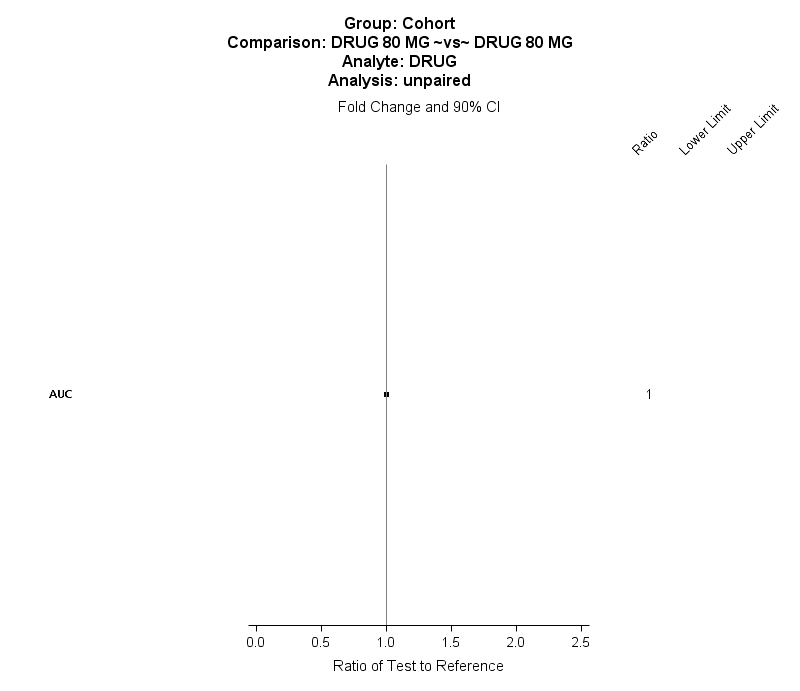 Group: Cohort
Comparison: DRUG 80 MG ~vs~ DRUG 80 MG
Analyte: DRUG
Analysis: unpaired
Fold Change and 90% CI
Ratio
Lower Limit
Upper Limit
AUC
1
0.0 0.5 1.0 1.5 2.0 2.5
Ratio of Test to Reference